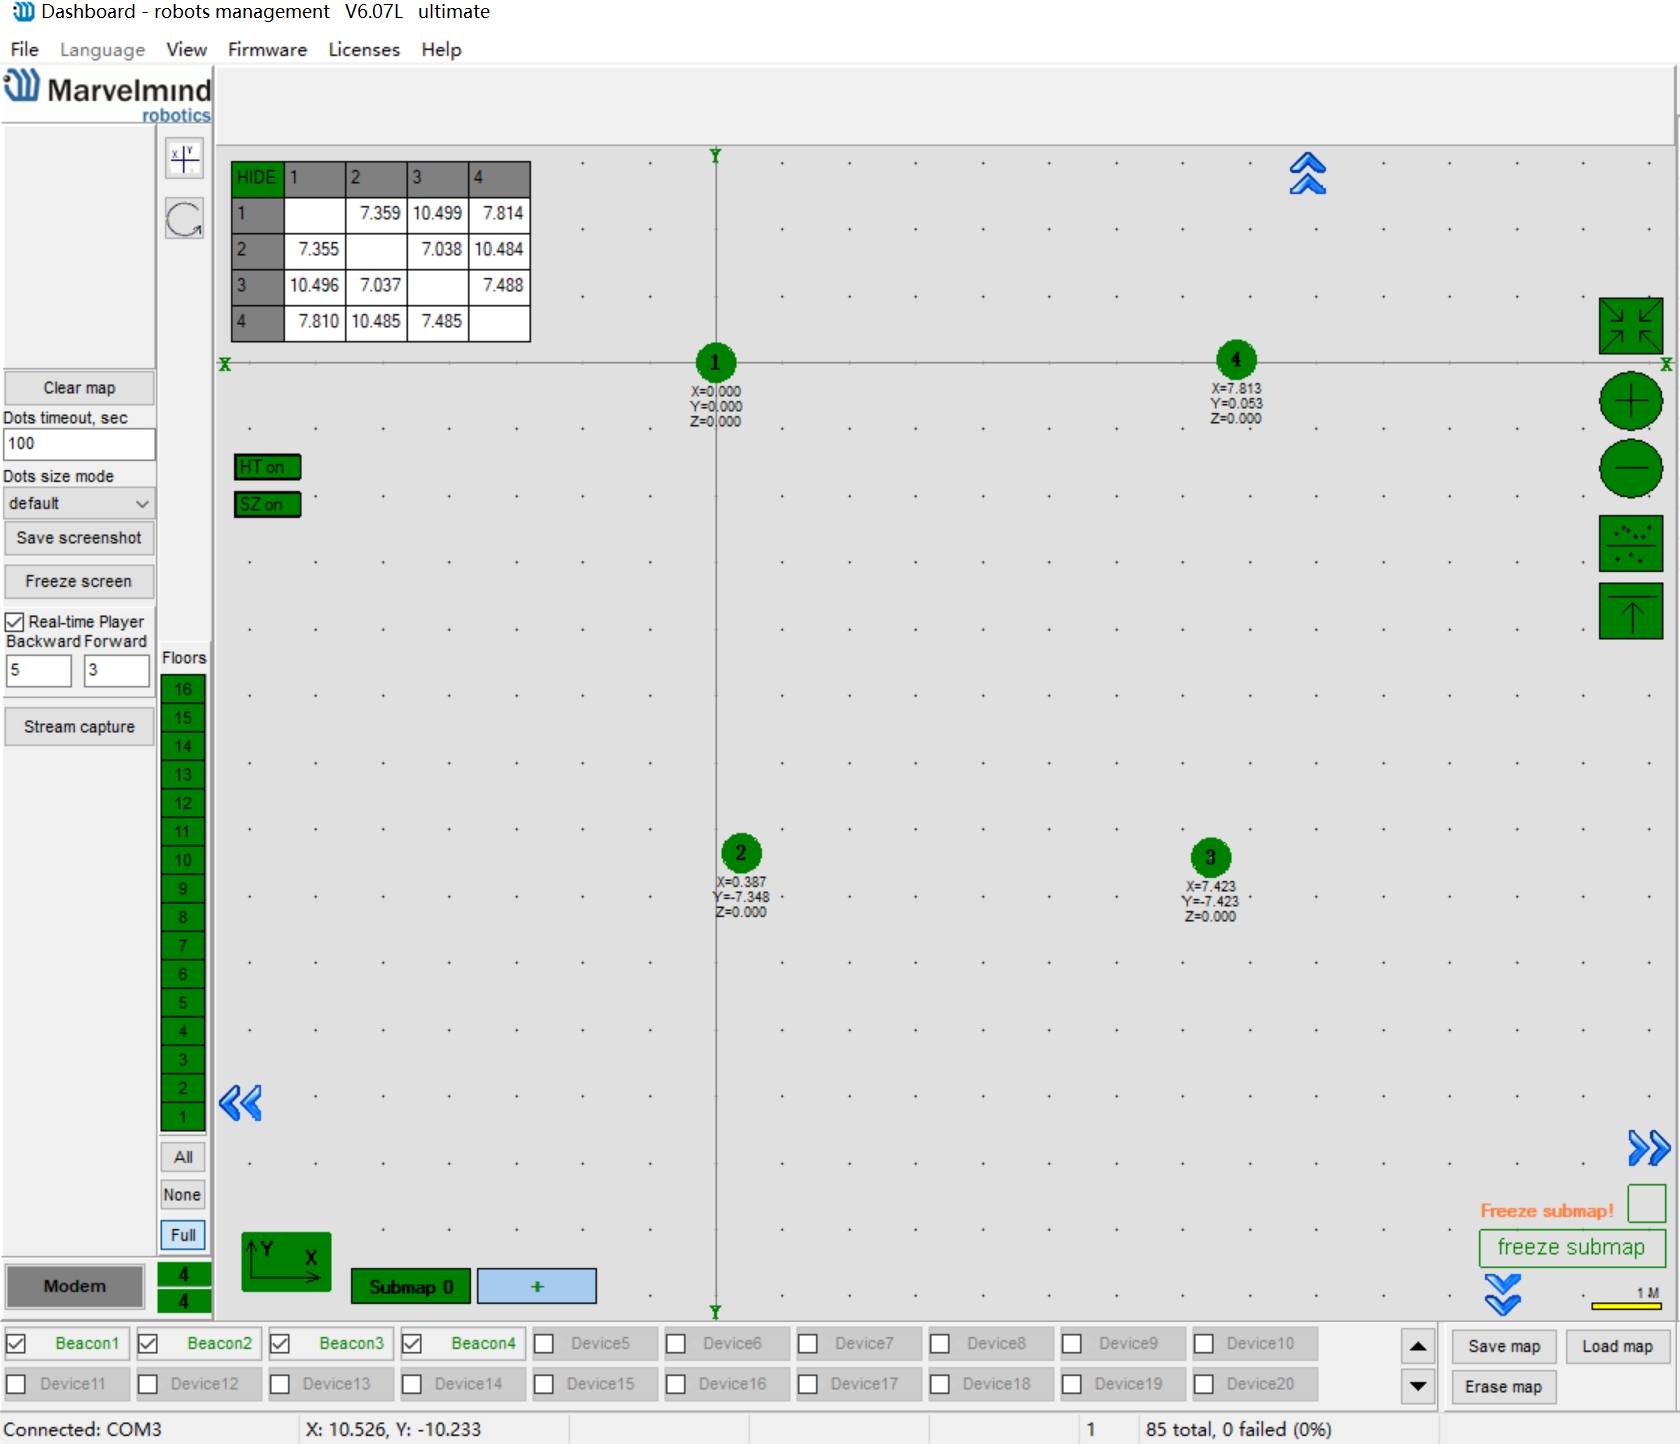 Dashboard - robots management   V6.07L   ultimate
File Language View Firmware Licenses Help
Marvelmind
robotics
X Y
HIDE 1 2 3 4
1 7.359 10.499 7.814
2 7.355 7.038 10.484
3 10.496 7.037 7.488
4 7.810 10.485 7.485
Y
X
X
1
X=0.000
Y=0.000
Z=0.000
4
X=7.813
Y=0.053
Z=0.000
HT on
SZ on
2
X=0.387
Y=-7.348
Z=0.000
3
X=7.423
Y=-7.423
Z=0.000
Clear map
Dots timeout, sec
100
Dots size mode
default
Save screenshot
Freeze screen
Real-time Player
Backward Forward
5 3
Stream capture
Floors
16
15
14
13
12
11
10
9
8
7
6
5
4
3
2
1
All
None
Full
Modem
4
4
Y X
Submap 0 +
Y
Freeze submap!
freeze submap
1 M
Beacon1 Beacon2 Beacon3 Beacon4 Device5 Device6 Device7 Device8 Device9 Device10
Device11 Device12 Device13 Device14 Device15 Device16 Device17 Device18 Device19 Device20
Save map Load map
Erase map
Connected: COM3 X: 10.526, Y: -10.233 1 85 total, 0 failed (0%)